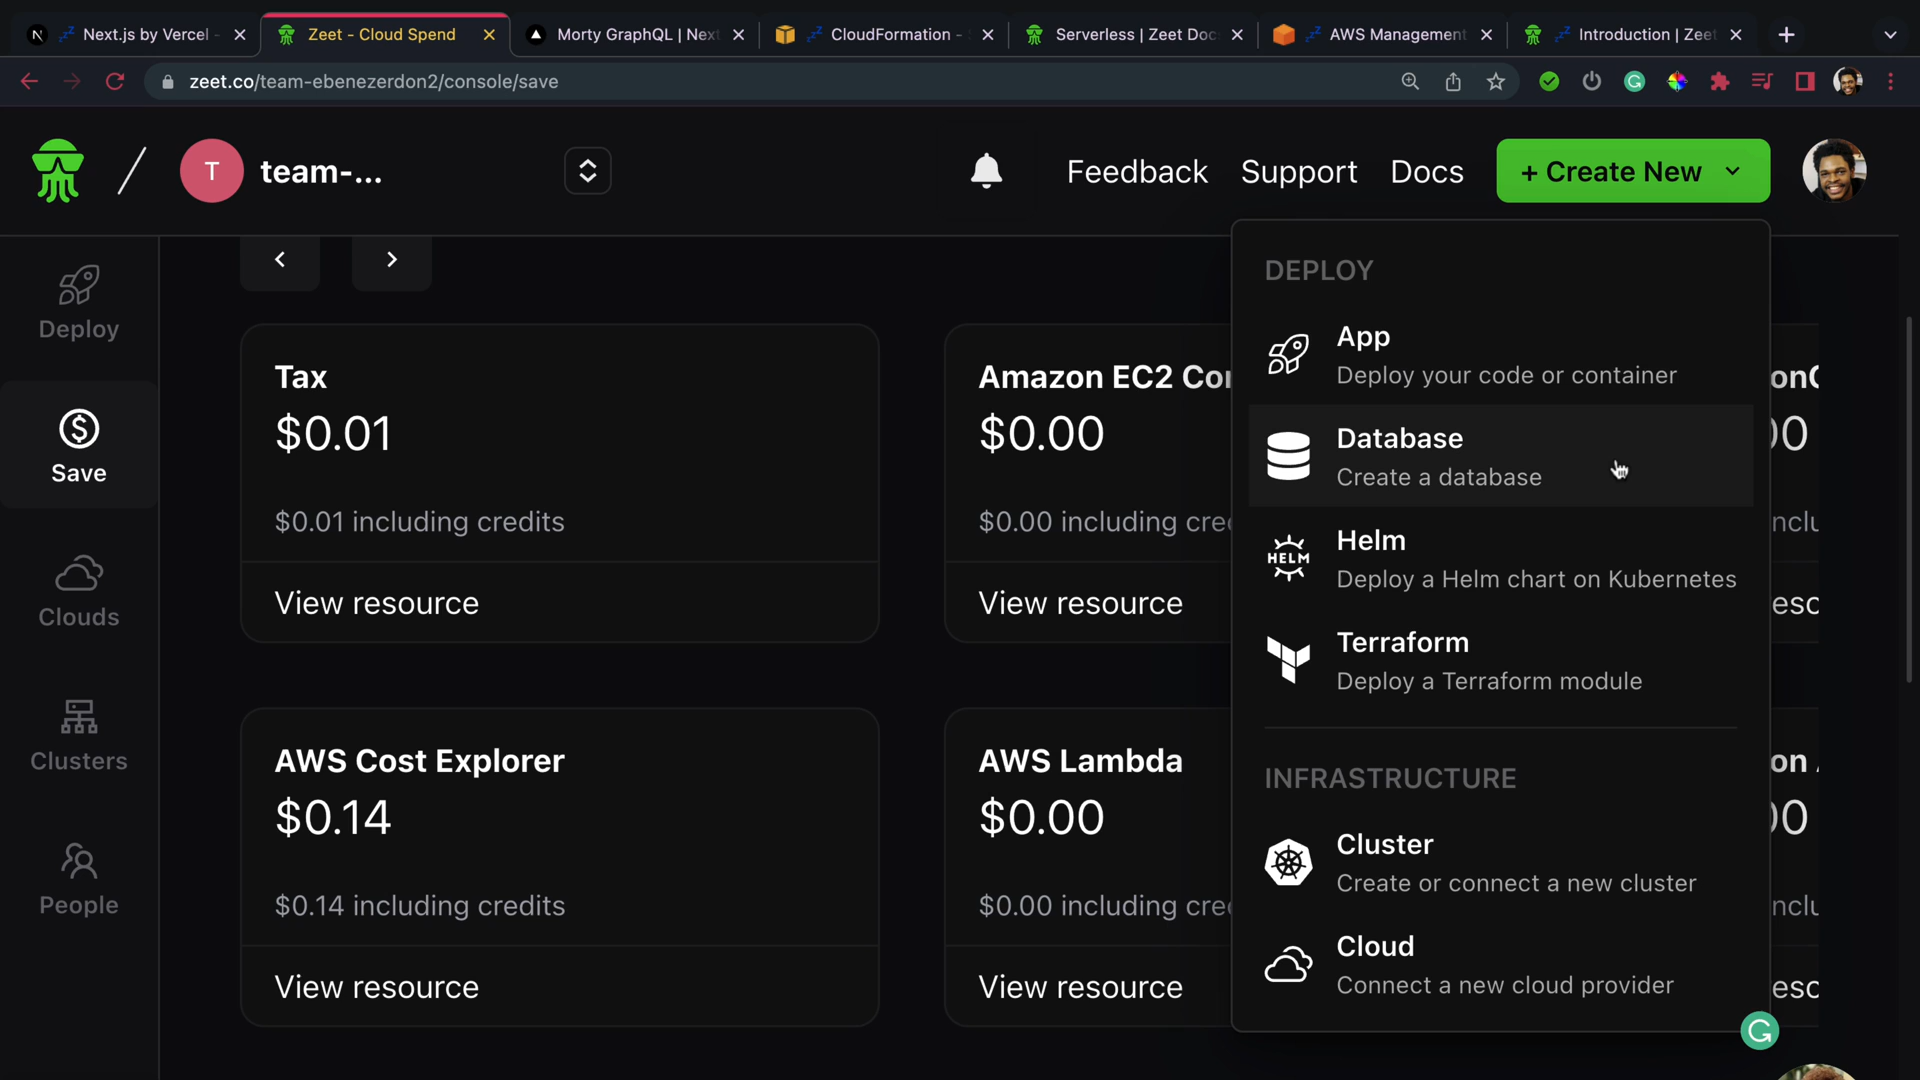 Next.js by Vercel -
Zeet - Cloud Spend
Morty GraphQL | Next
CloudFormation -
Serverless | Zeet Doc
AWS Management
Introduction | Zeet
zeet.co/team-ebenezerdon2/console/save
T
team-...
Feedback
Support
Docs
+ Create New
Deploy
Save
Clouds
Clusters
People
Tax
$0.01
$0.01 including credits
View resource
Amazon EC2 Co
$0.00
$0.00 including cre
View resource
AWS Cost Explorer
$0.14
$0.14 including credits
View resource
AWS Lambda
$0.00
$0.00 including cre
View resource
DEPLOY
App
Deploy your code or container
Database
Create a database
HELM
Helm
Deploy a Helm chart on Kubernetes
Terraform
Deploy a Terraform module
INFRASTRUCTURE
Cluster
Create or connect a new cluster
Cloud
Connect a new cloud provider